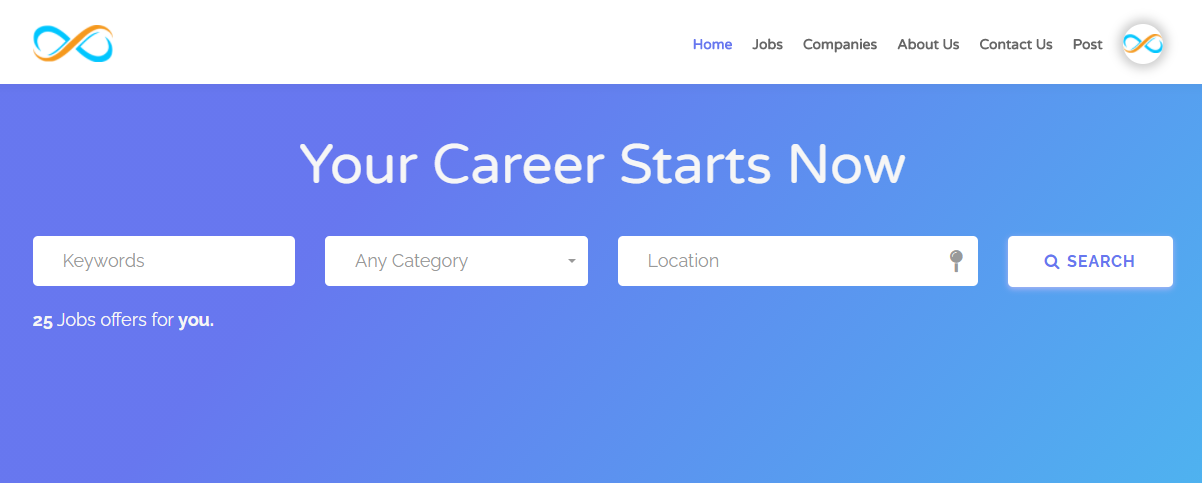 Home Jobs Companies About Us Contact Us Post
Your Career Starts Now
Keywords Any Category Location SEARCH
25 Jobs offers for you.